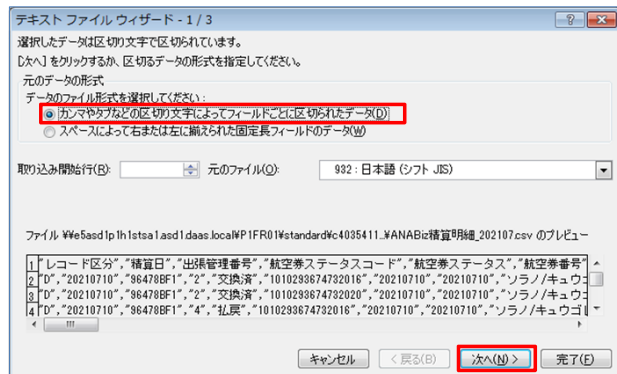 テキスト ファイル ウィザード - 1 / 3
選択したデータは区切り文字で区切られています。
[次へ] をクリックするか、区切るデータの形式を指定してください。
元のデータの形式
データのファイル形式を選択してください:
カンマやタブなどの区切り文字によってフィールドごとに区切られたデータ(D)
スペースによって右または左に揃えられた固定長フィールドのデータ(W)
取り込み開始行(R): 元のファイル(O): 932 : 日本語 (シフト JIS)
ファイル ¥¥e5asd1p1h1stsa1.asd1.daas.local¥P1FR01¥standard¥c4035411...¥ANABiz積算明細_202107.csv のプレビュー
1 "レコード区分","積算日","出張管理番号","航空券ステータスコード","航空券ステータス","航空券番号"
2 "D","20210710","96478BF1","2","交換済","1010293674732016","20210710","20210710","ソラノ/キュウゴ
3 "D","20210710","96478BF1","2","交換済","1010293674732020","20210710","20210710","ソラノ/キュウ
4 "D","20210710","96478BF1","4","払戻","1010293674732016","20210710","20210710","ソラノ/キュウゴ
キャンセル < 戻る(B) 次へ(N) > 完了(F)